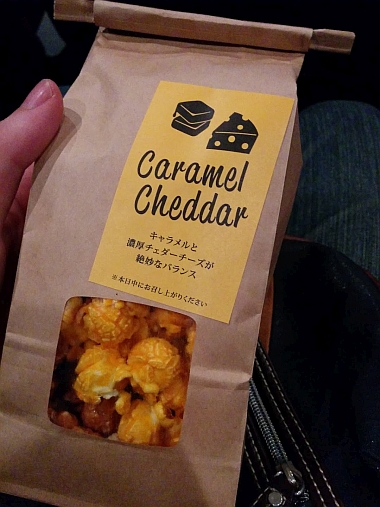 Caramel
Cheddar
キャラメルと
濃厚チェダーチーズが
絶妙なバランス
※本日中にお召し上がりください